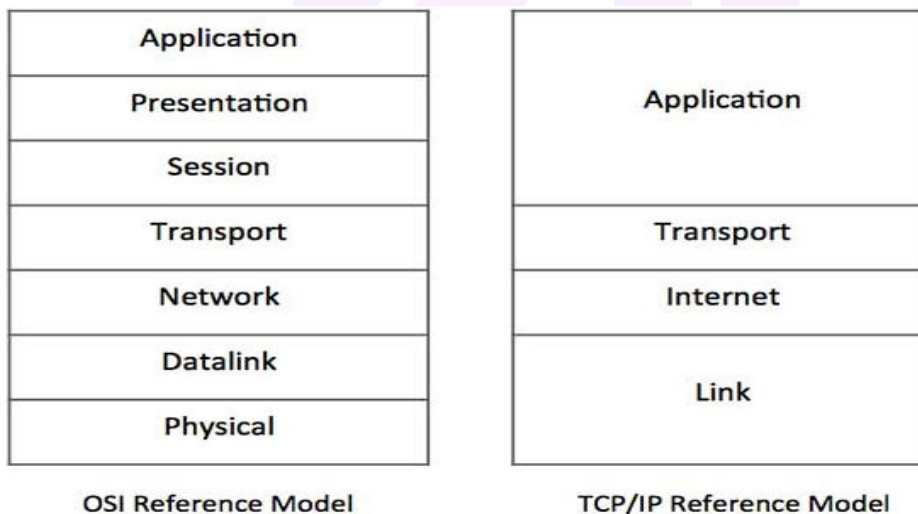 Application
Presentation
Session
Transport
Network
Datalink
Physical
OSI Reference Model
Application
Transport
Internet
Link
TCP/IP Reference Model